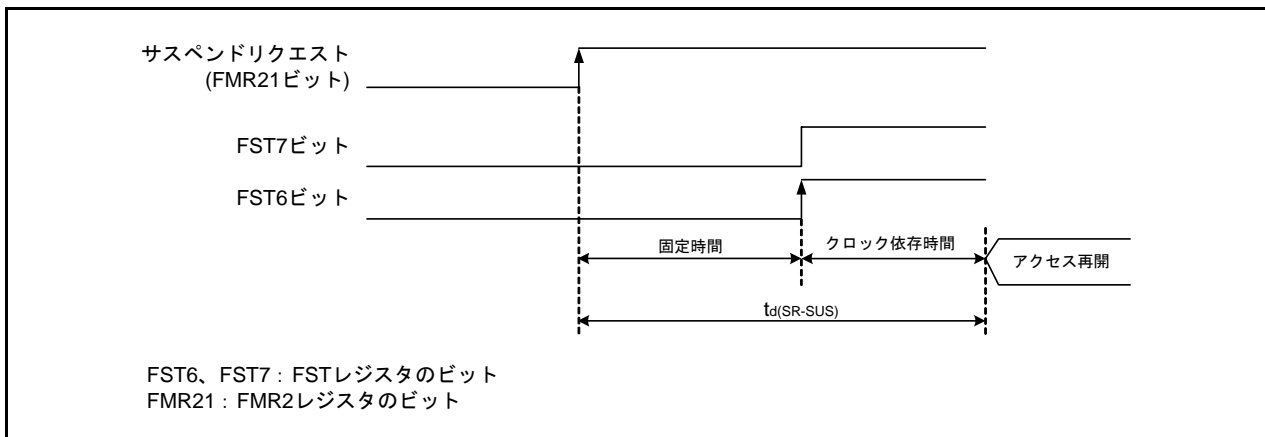 サスペンドリクエスト
(FMR21ビット)
FST7ビット
FST6ビット
固定時間
クロック依存時間
アクセス再開
td(SR-SUS)
FST6、FST7：FSTレジスタのビット
FMR21：FMR2レジスタのビット